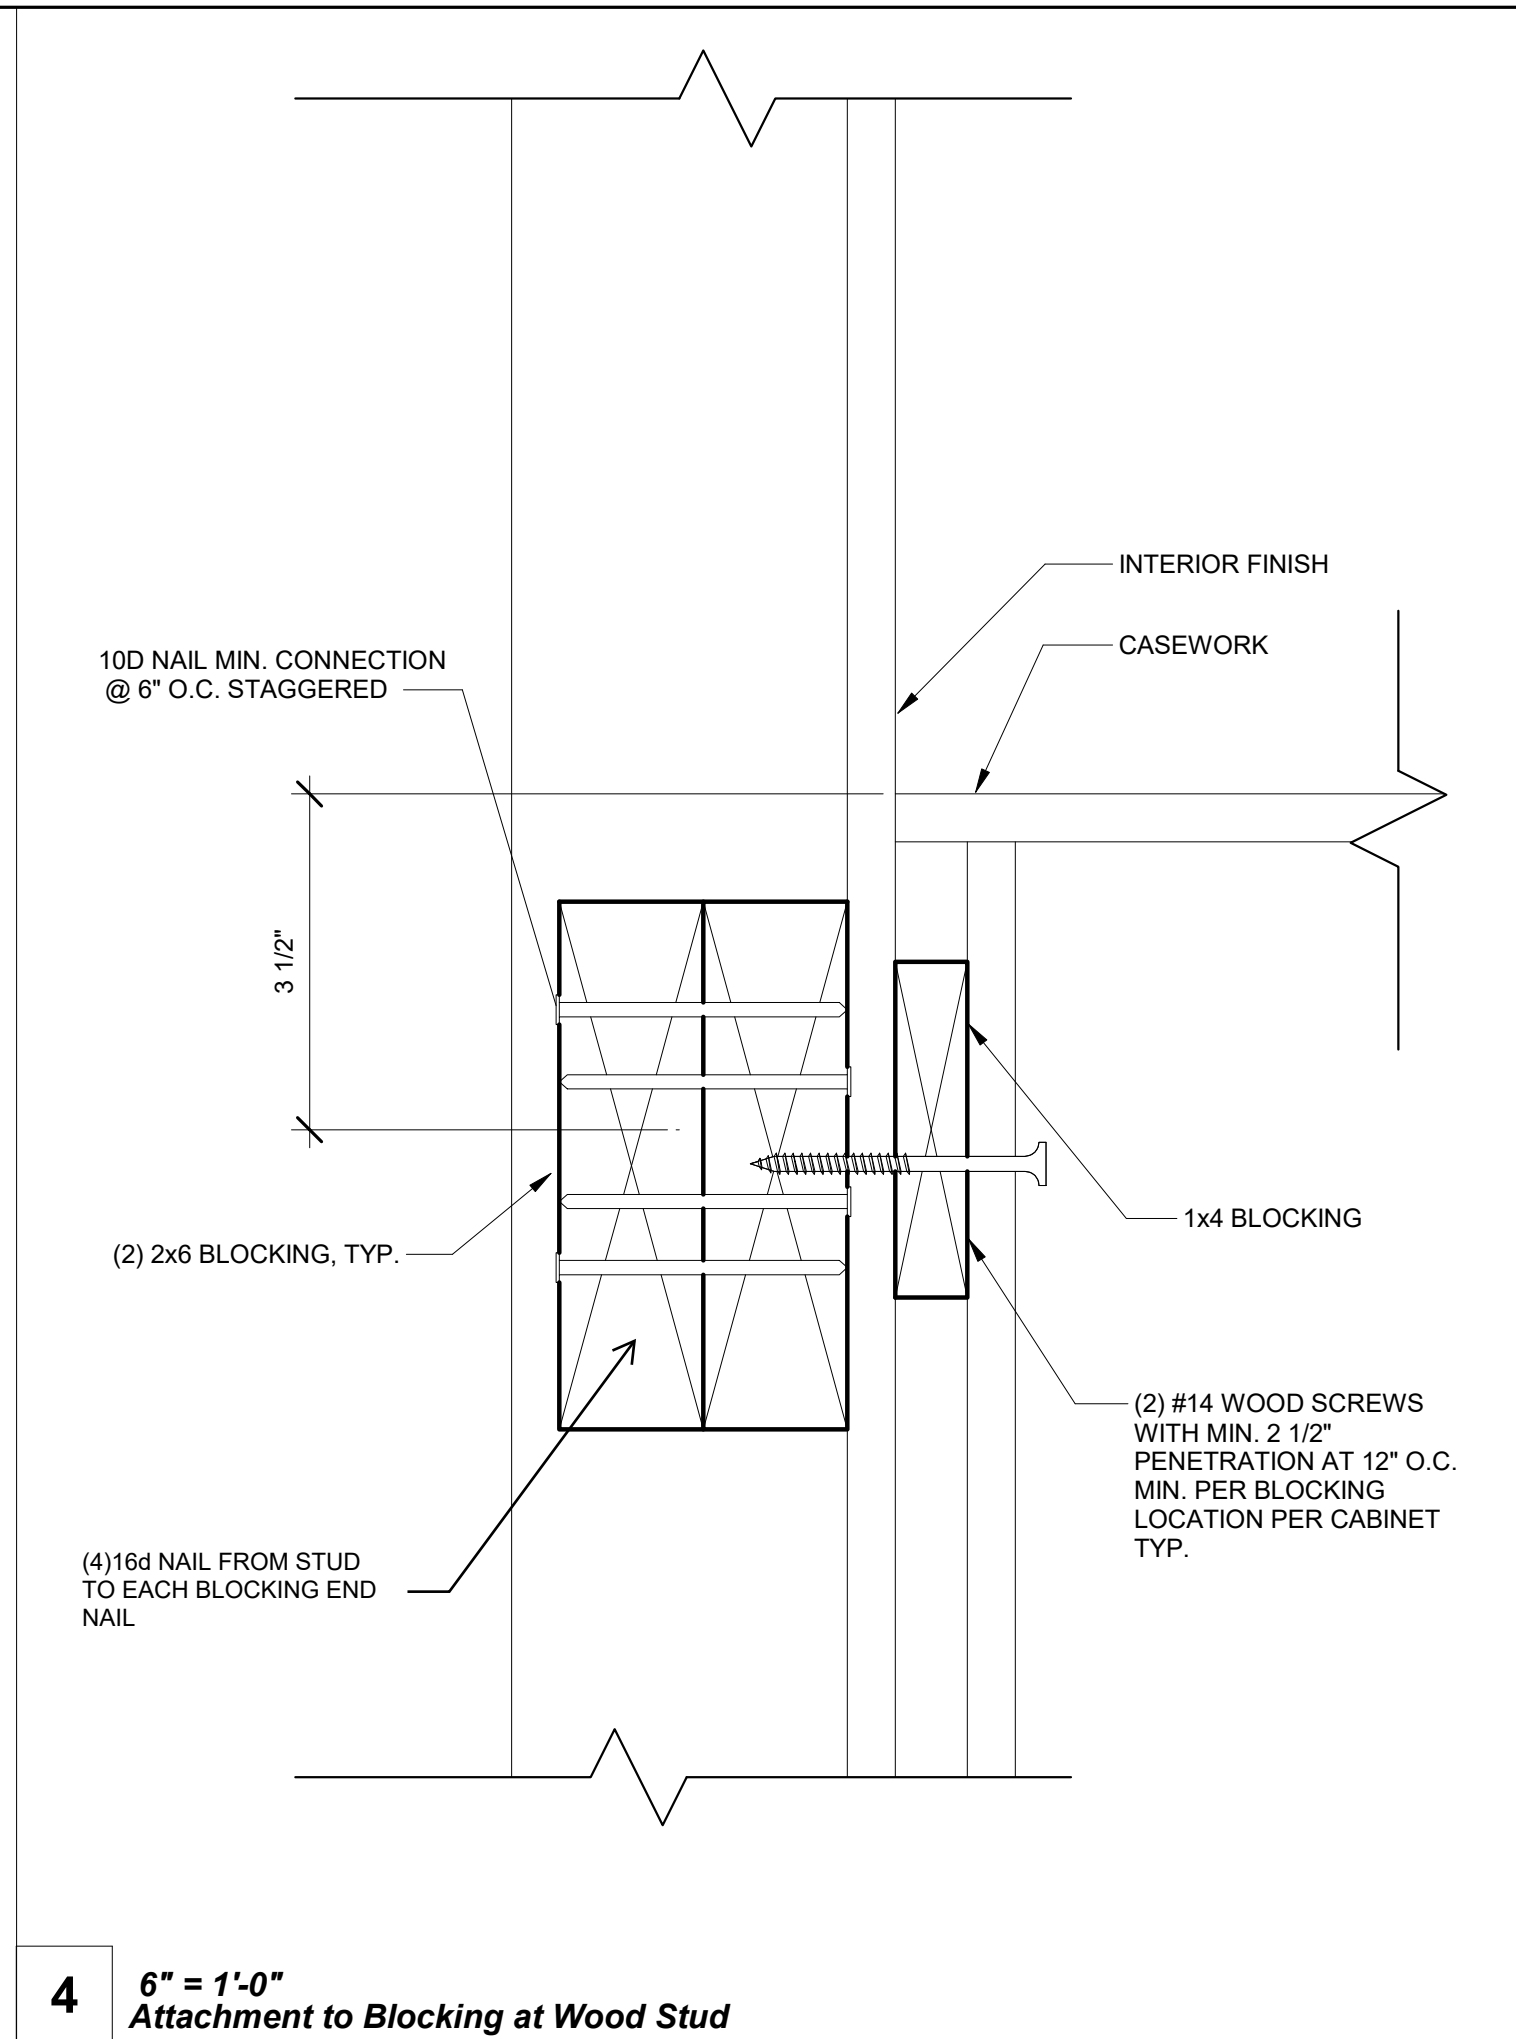 INTERIOR FINISH
CASEWORK
10D NAIL MIN. CONNECTION
@ 6" O.C. STAGGERED
3 1/2"
1x4 BLOCKING
(2) 2x6 BLOCKING, TYP.
(2) #14 WOOD SCREWS
WITH MIN. 2 1/2"
PENETRATION AT 12" O.C.
MIN. PER BLOCKING
LOCATION PER CABINET
TYP.
(4)16d NAIL FROM STUD
TO EACH BLOCKING END
NAIL
4
6" = 1'-0"
Attachment to Blocking at Wood Stud